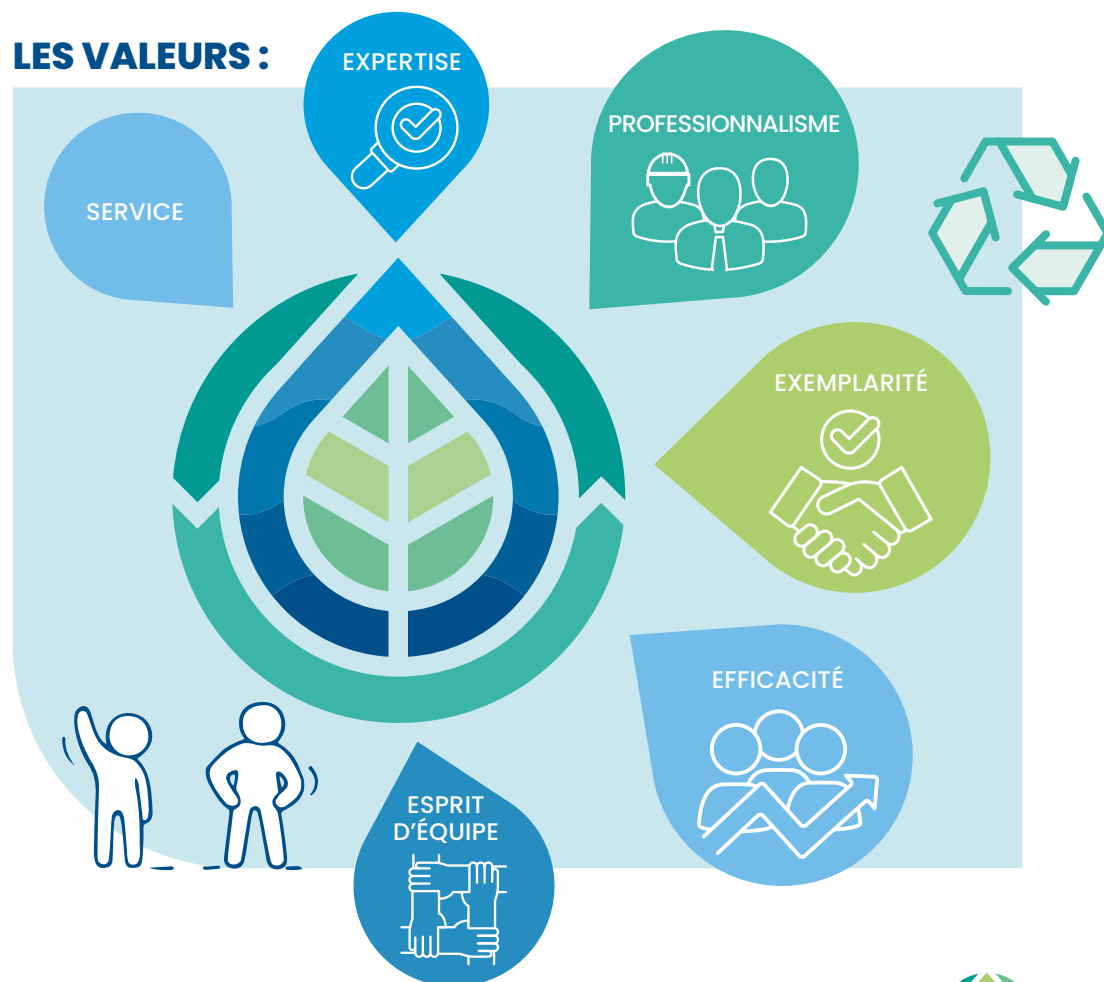 LES VALEURS :
EXPERTISE
PROFESSIONNALISME
SERVICE
EXEMPLARITÉ
EFFICACITÉ
ESPRIT
D'ÉQUIPE